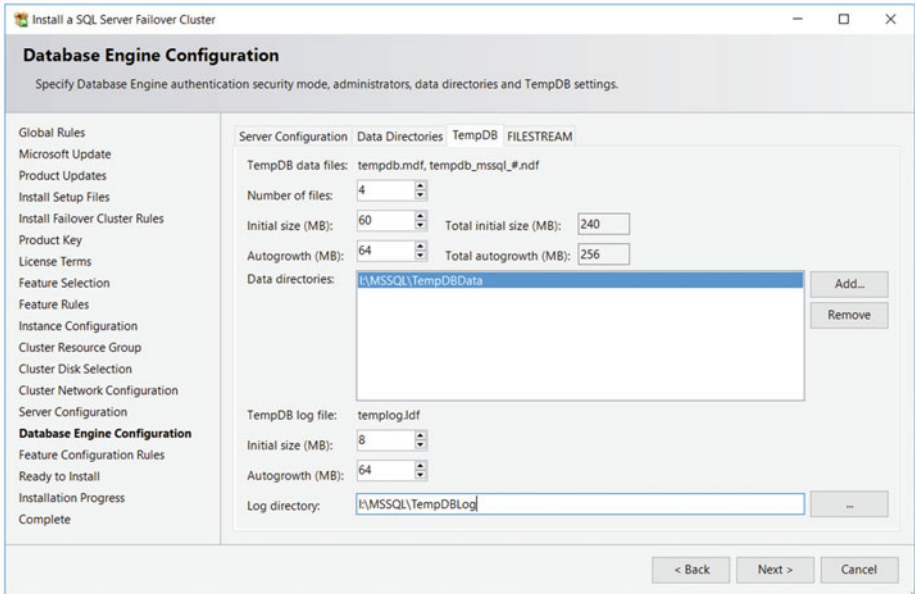 Install a SQL Server Failover Cluster
Database Engine Configuration
Specify Database Engine authentication security mode, administrators, data directories and TempDB settings.
Global Rules
Microsoft Update
Product Updates
Install Setup Files
Install Failover Cluster Rules
Product Key
License Terms
Feature Selection
Feature Rules
Instance Configuration
Cluster Resource Group
Cluster Disk Selection
Cluster Network Configuration
Server Configuration
Database Engine Configuration
Feature Configuration Rules
Ready to Install
Installation Progress
Complete
Server Configuration Data Directories TempDB FILESTREAM
TempDB data files: tempdb.mdf, tempdb_mssql_#.ndf
Number of files: 4
Initial size (MB): 60 Total initial size (MB): 240
Autogrowth (MB): 64 Total autogrowth (MB): 256
Data directories: I:\MSSQL\TempDBData Add...
Remove
TempDB log file: templog.ldf
Initial size (MB): 8
Autogrowth (MB): 64
Log directory: I:\MSSQL\TempDBLog ...
< Back Next > Cancel